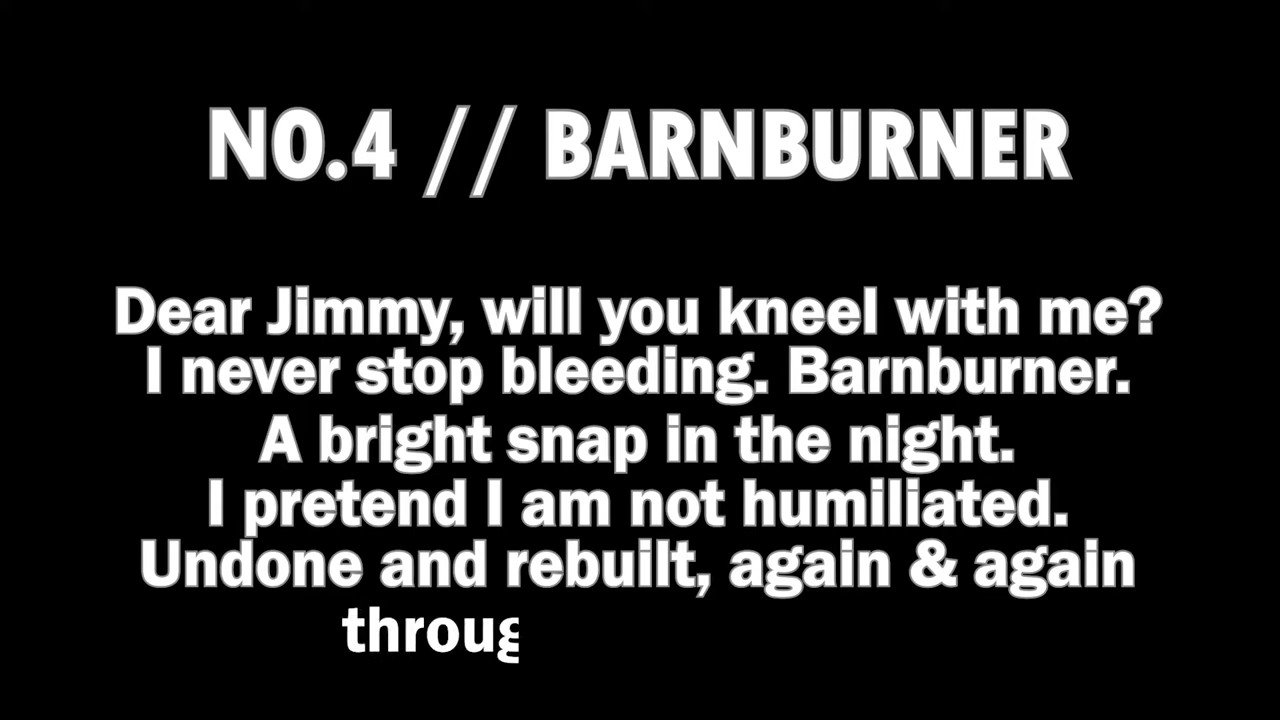 NO.4 // BARNBURNER
Dear Jimmy, will you kneel with me?
I never stop bleeding. Barnburner.
A bright snap in the night.
I pretend I am not humiliated.
Undone and rebuilt, again & again